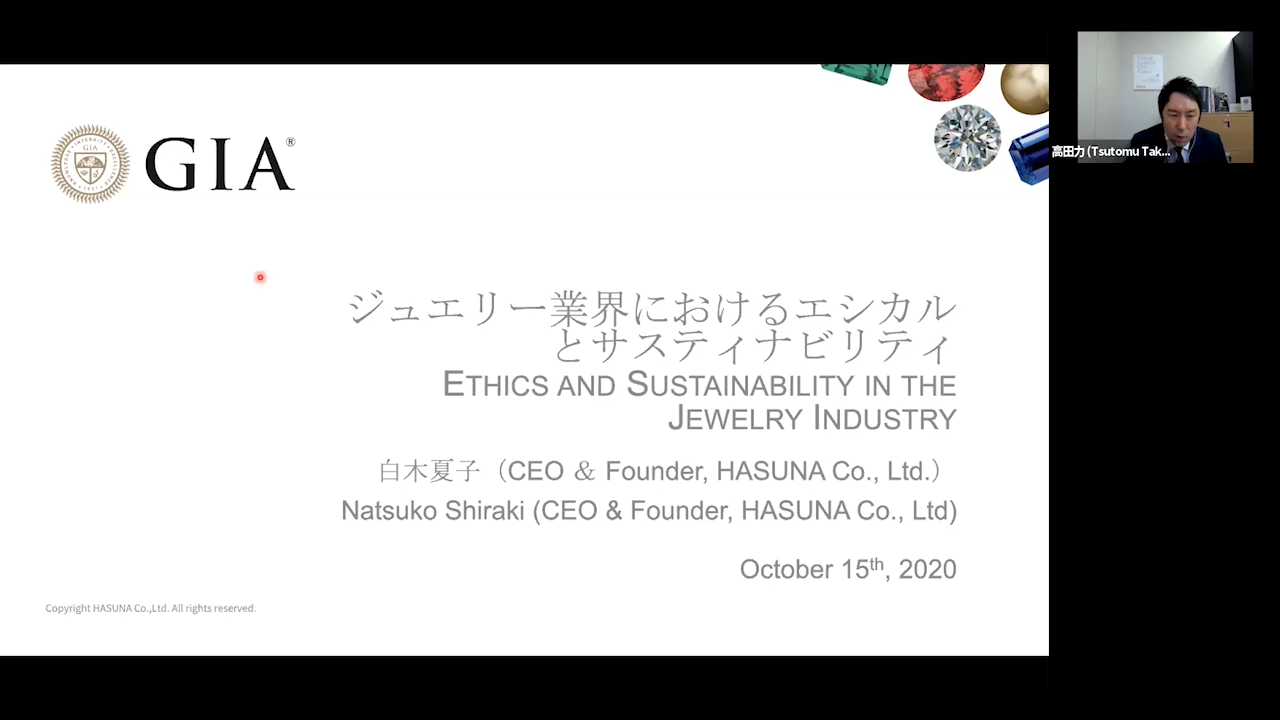 GIA®
GIA
ジュエリー業界におけるエシカル
とサスティナビリティ
ETHICS AND SUSTAINABILITY IN THE
JEWELRY INDUSTRY
白木夏子（CEO ＆ Founder, HASUNA Co., Ltd.）
Natsuko Shiraki (CEO & Founder, HASUNA Co., Ltd)
October 15th, 2020
Copyright HASUNA Co.,Ltd. All rights reserved.
高田力 (Tsutomu Tak...